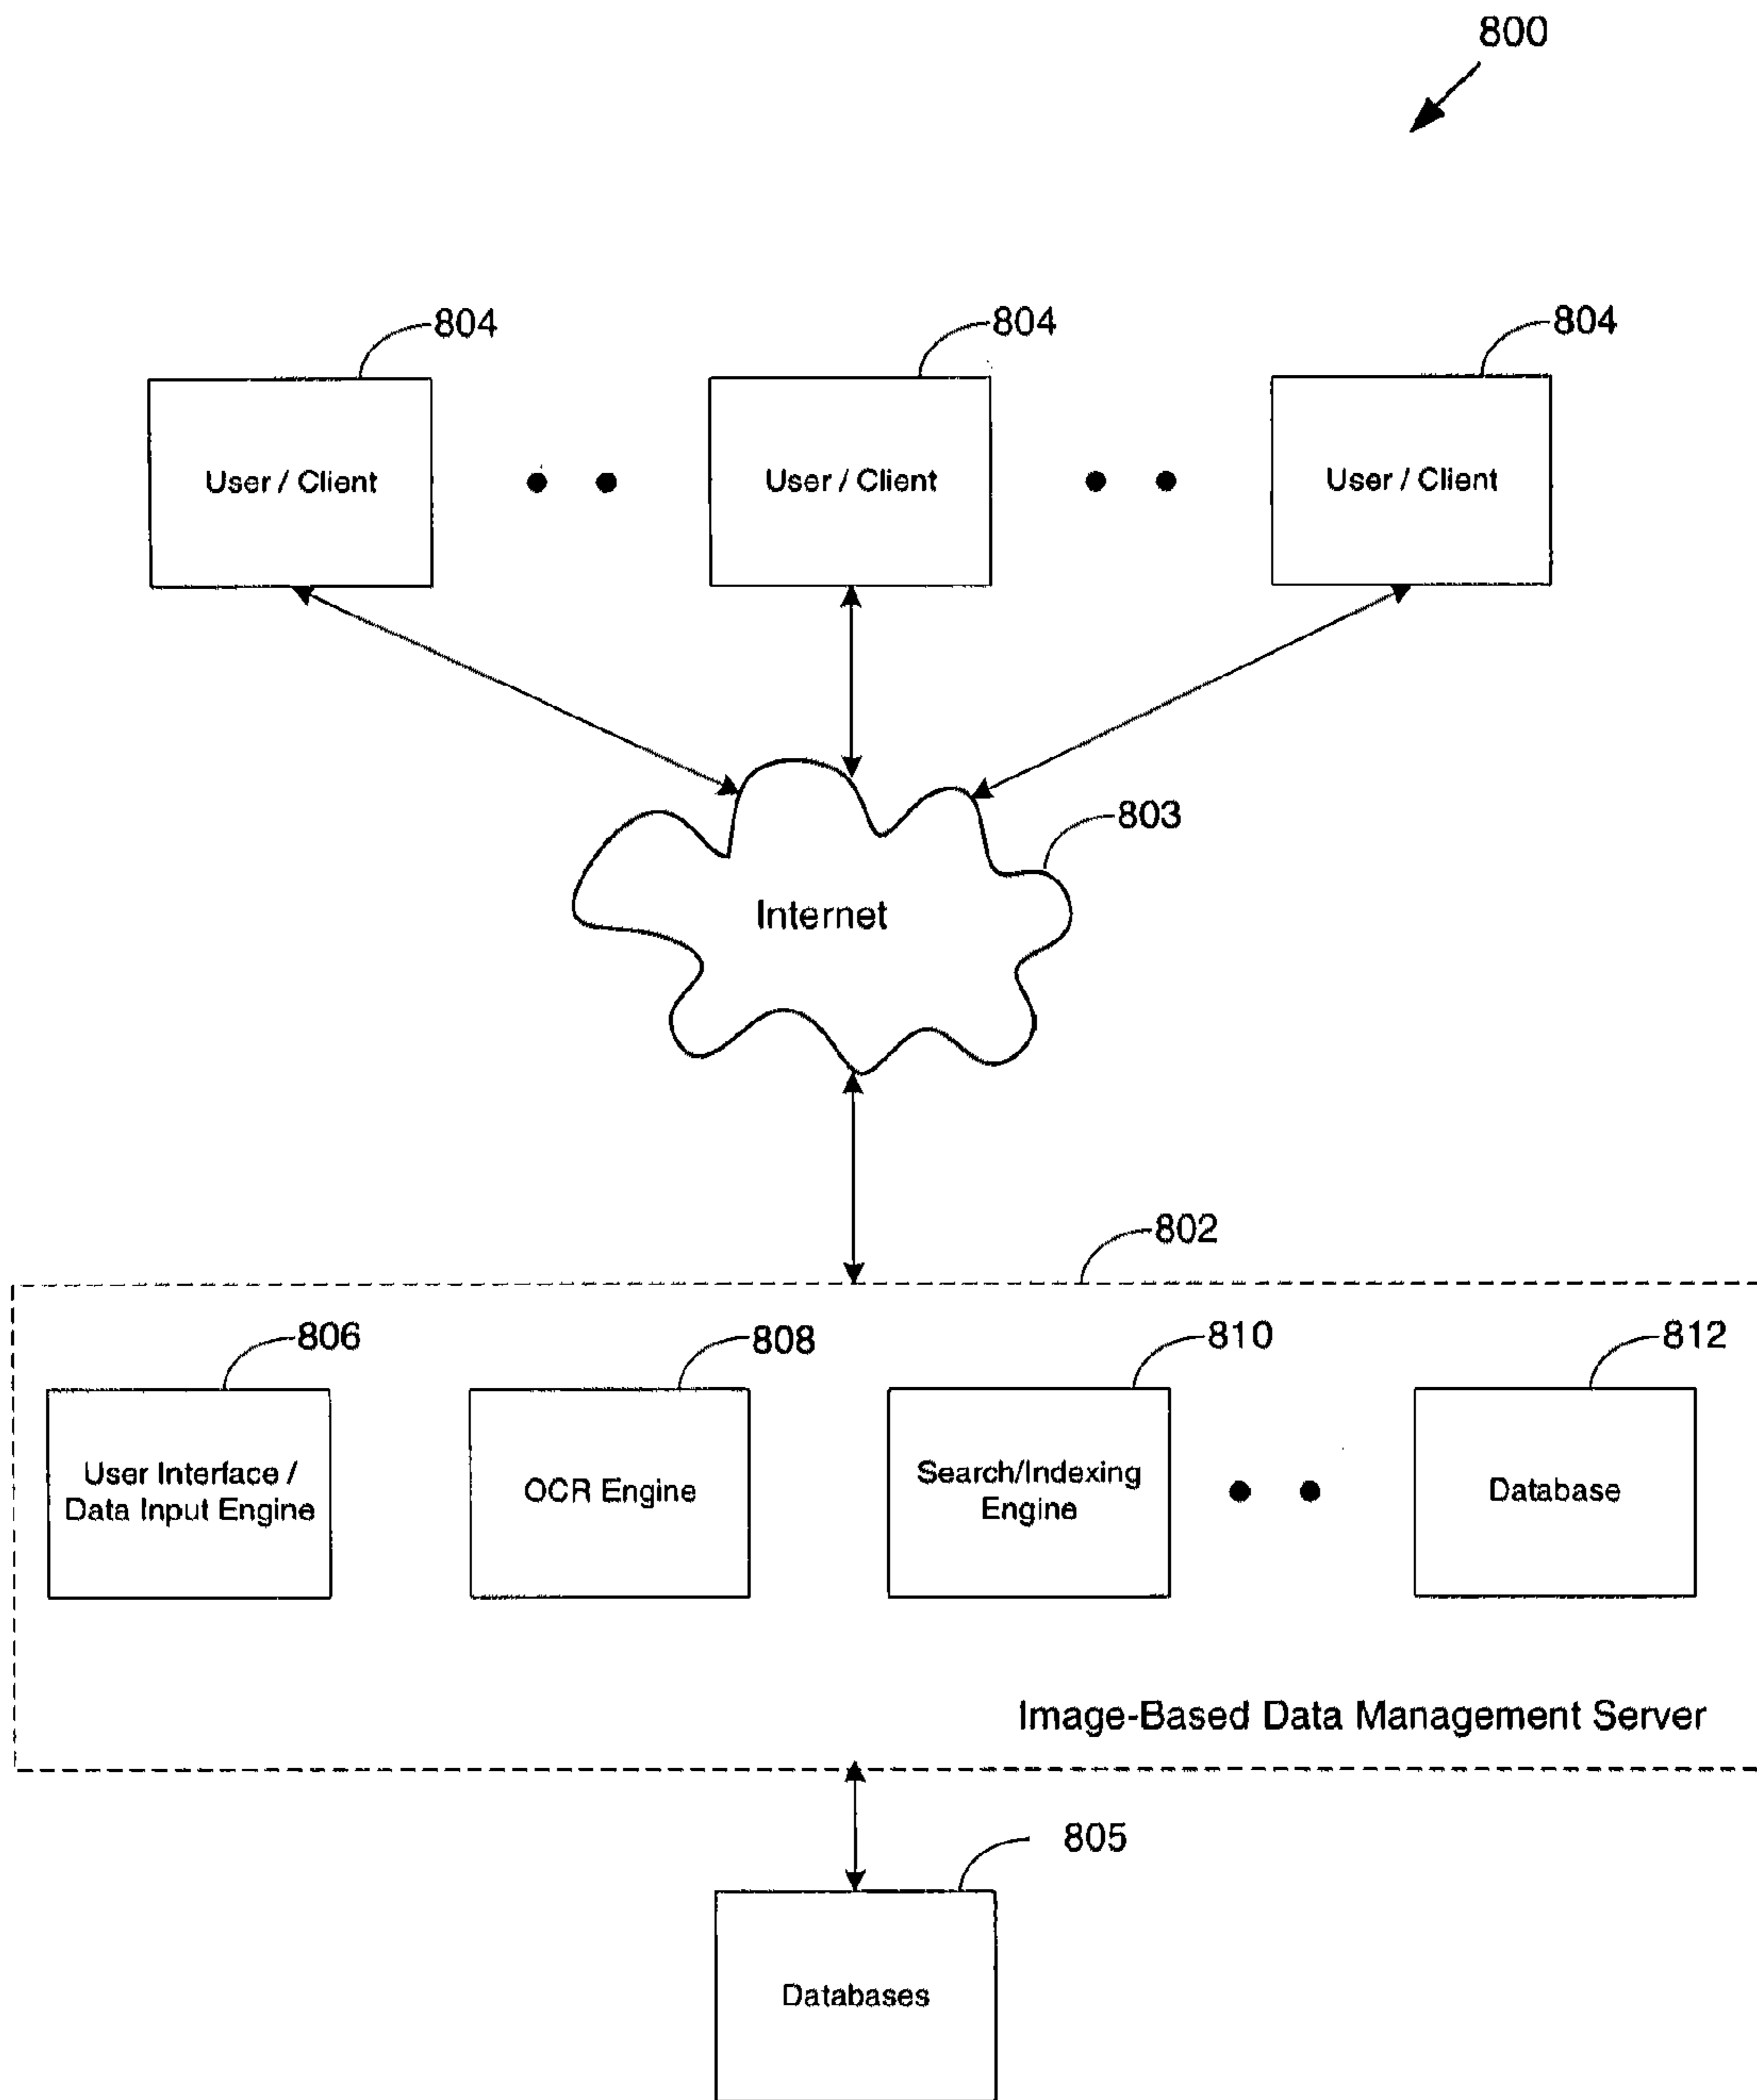 800
804
804
804
User / Client
User / Client
User / Client
803
Internet
802
806
808
810
812
User Interface /
Data Input Engine
OCR Engine
Search/Indexing
Engine
Database
Image-Based Data Management Server
805
Databases